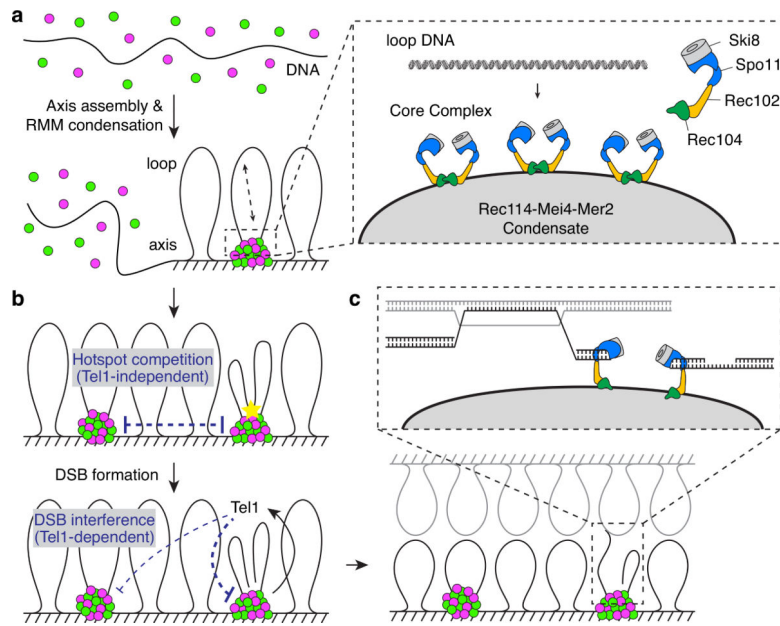 a
DNA
Axis assembly &
RMM condensation
loop
axis
loop DNA
Core Complex
Ski8
Spo11
Rec102
Rec104
Rec114-Mei4-Mer2
Condensate
b
Hotspot competition
(Tel1-independent)
DSB formation
Tel1
DSB interference
(Tel1-dependent)
c